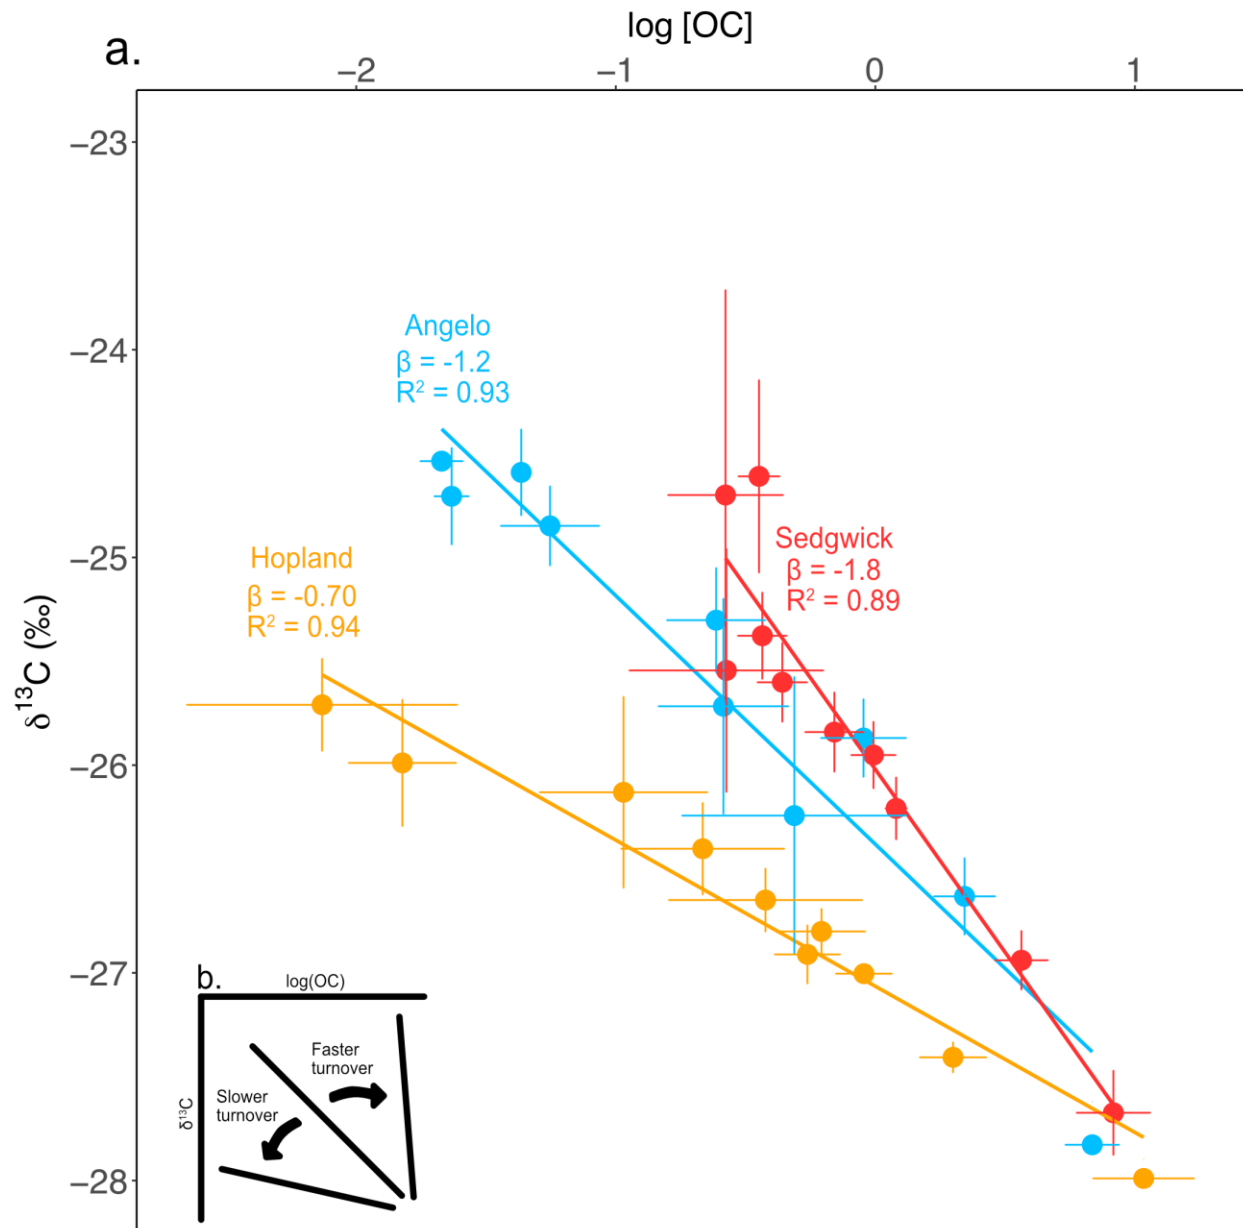 log [OC]
a.
−2 −1 0 1
−23
−24
−25
−26
−27
−28
δ¹³C (‰)
Angelo
β = -1.2
R² = 0.93
Sedgwick
β = -1.8
R² = 0.89
Hopland
β = -0.70
R² = 0.94
b.
log(OC)
δ¹³C
Faster
turnover
Slower
turnover